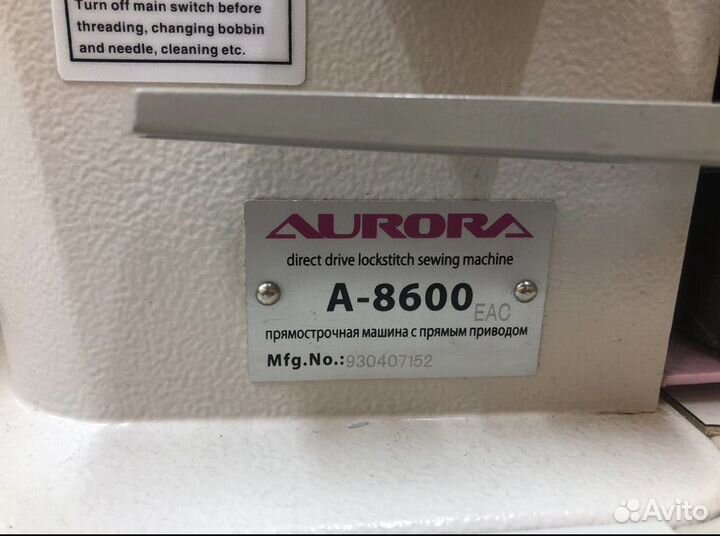 Turn off main switch before
threading, changing bobbin
and needle, cleaning etc.
AURORA
direct drive lockstitch sewing machine
A-8600
EAC
прямострочная машина с прямым приводом
Mfg.No.:930407152
Avito